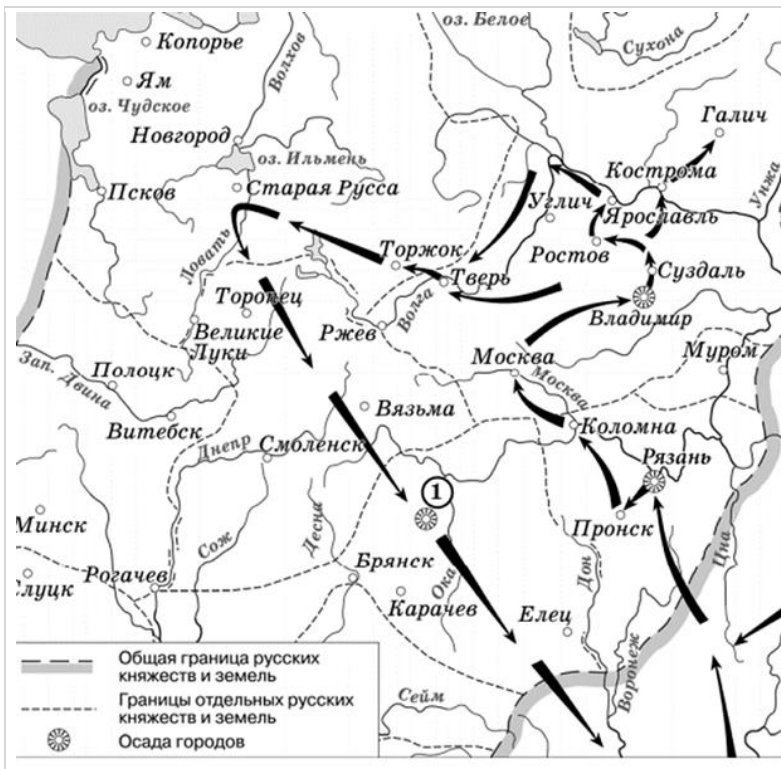 оз. Белое
Копорье
Сухона
Волхов
Ям
оз. Чудское
Галич
Новгород
оз. Ильмень
Кострома
Унжа
Псков
Старая Русса
Углич
Ярославль
Ловать
Торжок
Ростов
Тверь
Суздаль
Торопец
Волга
Владимир
Ржев
Великие
Луки
Зап. Двина
Москва
Муром
Полоцк
Москва
Вязьма
Витебск
Коломна
Днепр
Смоленск
Рязань
1
Минск
Пронск
Десна
Сож
Цна
Слуцк
Рогачев
Брянск
Ока
Дон
Карачев
Елец
Воронеж
Сейм
Общая граница русских
княжеств и земель
Границы отдельных русских
княжеств и земель
Осада городов